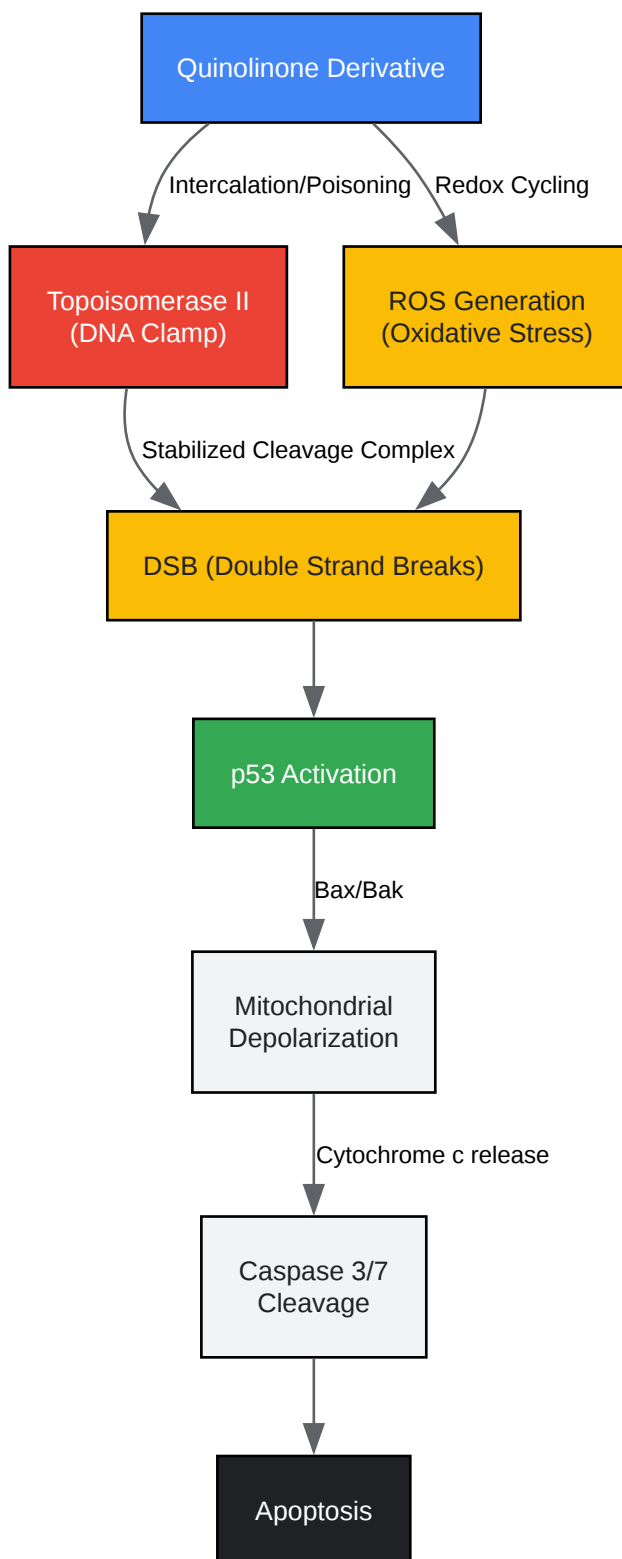 Quinolinone Derivative
Intercalation/Poisoning
Redox Cycling
Topoisomerase II
(DNA Clamp)
ROS Generation
(Oxidative Stress)
Stabilized Cleavage Complex
DSB (Double Strand Breaks)
p53 Activation
Bax/Bak
Mitochondrial
Depolarization
Cytochrome c release
Caspase 3/7
Cleavage
Apoptosis